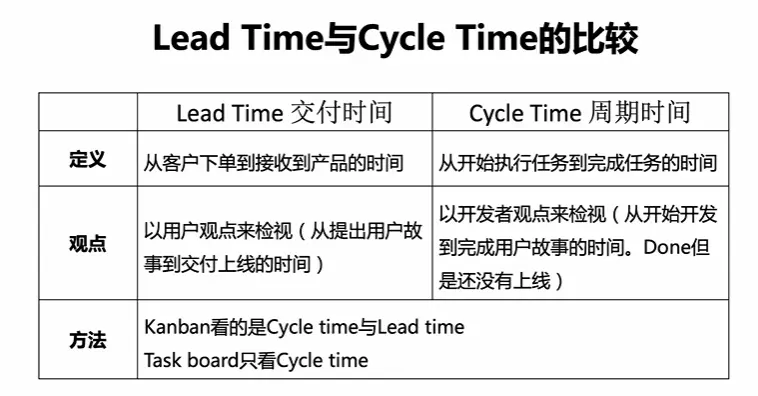 Lead Time与Cycle Time的比较
Lead Time 交付时间
Cycle Time 周期时间
定义
从客户下单到接收到产品的时间
从开始执行任务到完成任务的时间
观点
以用户观点来检视（从提出用户故
事到交付上线的时间）
以开发者观点来检视（从开始开发
到完成用户故事的时间。Done但
是还没有上线）
方法
Kanban看的是Cycle time与Lead time
Task board只看Cycle time